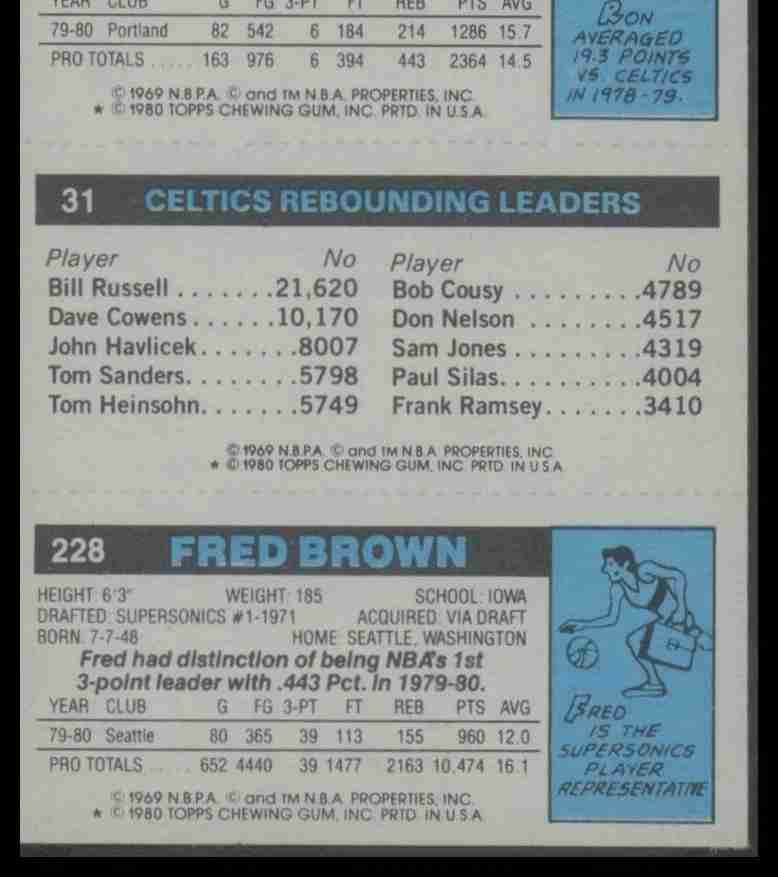 YEAR CLUB G FG 3-PT FT REB PTS AVG
79-80 Portland 82 542 6 184 214 1286 15.7
PRO TOTALS ..... 163 976 6 394 443 2364 14.5
© 1969 N.B.P.A. © and TM N.B.A. PROPERTIES, INC.
★ © 1980 TOPPS CHEWING GUM, INC. PRTD. IN U.S.A.
RON
AVERAGED
19.3 POINTS
VS. CELTICS
IN 1978-79.
31 CELTICS REBOUNDING LEADERS
Player No
Bill Russell .......21,620
Dave Cowens......10,170
John Havlicek.......8007
Tom Sanders........5798
Tom Heinsohn.......5749
Player No
Bob Cousy .........4789
Don Nelson ........4517
Sam Jones .........4319
Paul Silas..........4004
Frank Ramsey.......3410
© 1969 N.B.P.A. © and TM N.B.A. PROPERTIES, INC.
★ © 1980 TOPPS CHEWING GUM, INC. PRTD. IN U.S.A.
228 FRED BROWN
HEIGHT: 6'3" WEIGHT: 185 SCHOOL: IOWA
DRAFTED: SUPERSONICS #1-1971 ACQUIRED: VIA DRAFT
BORN: 7-7-48 HOME: SEATTLE, WASHINGTON
Fred had distinction of being NBA's 1st
3-point leader with .443 Pct. in 1979-80.
YEAR CLUB G FG 3-PT FT REB PTS AVG
79-80 Seattle 80 365 39 113 155 960 12.0
PRO TOTALS ..... 652 4440 39 1477 2163 10,474 16.1
© 1969 N.B.P.A. © and TM N.B.A. PROPERTIES, INC.
★ © 1980 TOPPS CHEWING GUM, INC. PRTD. IN U.S.A.
FRED
IS THE
SUPERSONICS
PLAYER
REPRESENTATIVE